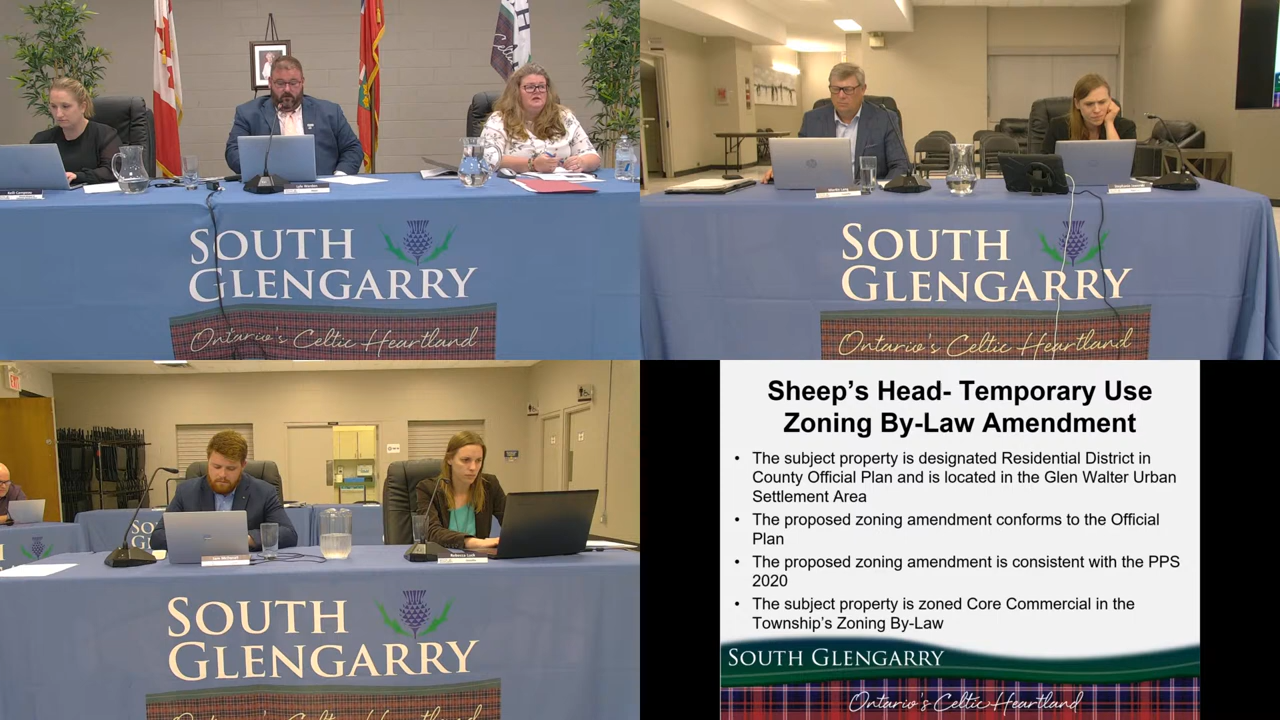 SOUTH
GLENGARRY
Ontario's Celtic Heartland
SOUTH
GLENGARRY
Ontario's Celtic Heartland
EXIT
SOUTH
GLENGARRY
Ontario's Celtic Heartland
Sheep's Head- Temporary Use
Zoning By-Law Amendment
• The subject property is designated Residential District in
County Official Plan and is located in the Glen Walter Urban
Settlement Area
• The proposed zoning amendment conforms to the Official
Plan
• The proposed zoning amendment is consistent with the PPS
2020
• The subject property is zoned Core Commercial in the
Township's Zoning By-Law
SOUTH GLENGARRY
Ontario's Celtic Heartland